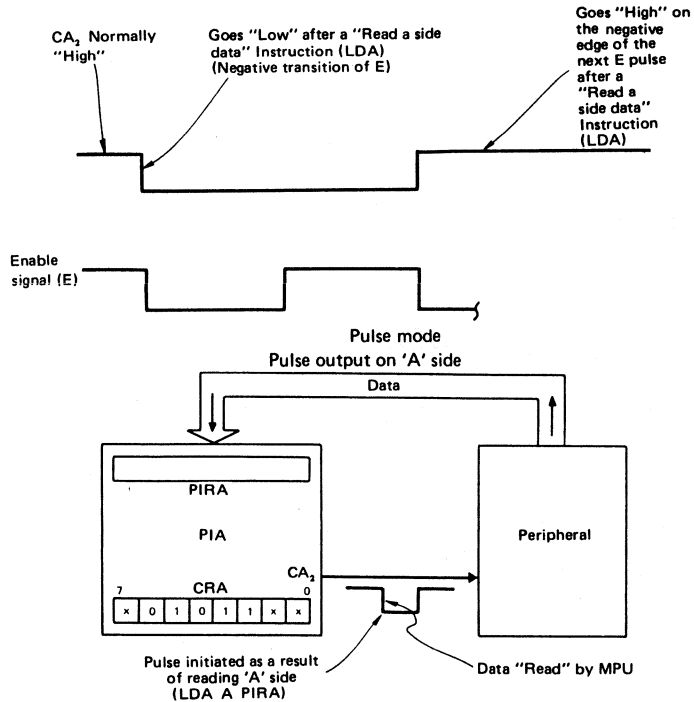 CA2 Normally
"High"
Goes "Low" after a "Read a side
data" Instruction (LDA)
(Negative transition of E)
Goes "High" on
the negative
edge of the
next E pulse
after a
"Read a
side data"
Instruction
(LDA)
Enable
signal (E)
Pulse mode
Pulse output on 'A' side
Data
PIRA
PIA
Peripheral
CA2
7 CRA 0
x 0 1 0 1 1 x x
Pulse initiated as a result
of reading 'A' side
(LDA A PIRA)
Data "Read" by MPU